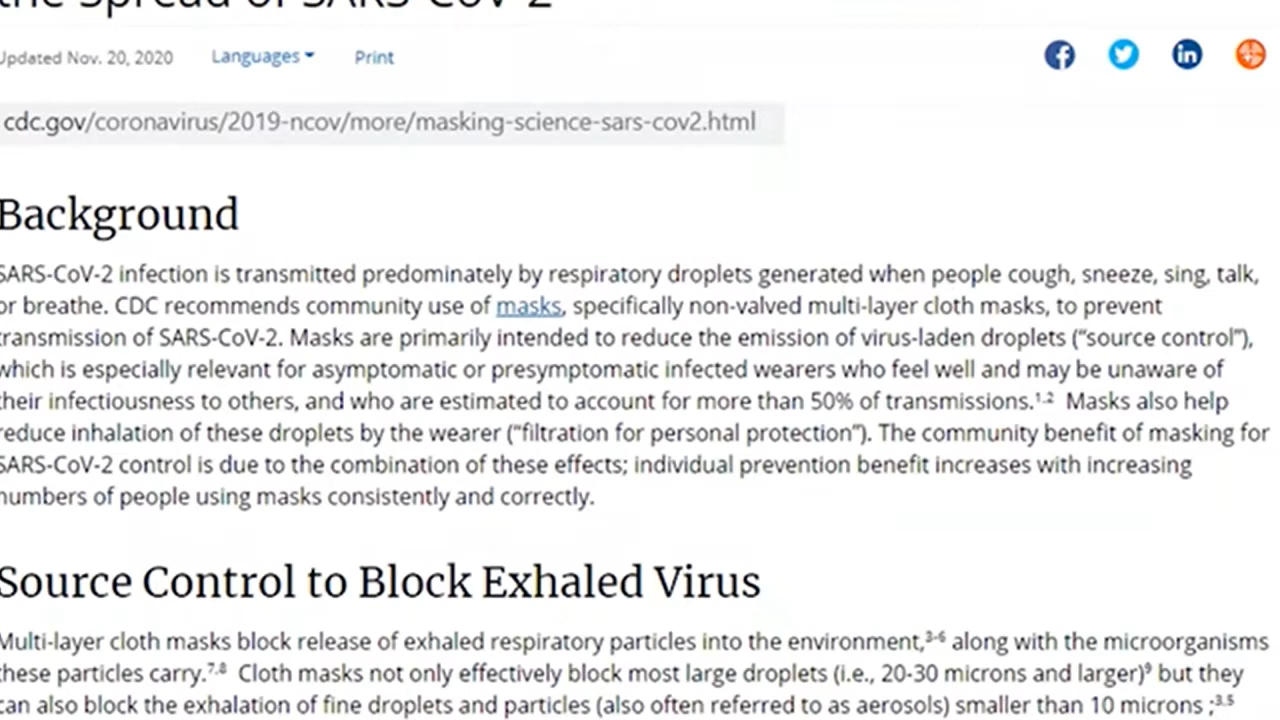 the Spread of SARS-CoV-2
Updated Nov. 20, 2020 Languages Print
cdc.gov/coronavirus/2019-ncov/more/masking-science-sars-cov2.html
Background
SARS-CoV-2 infection is transmitted predominately by respiratory droplets generated when people cough, sneeze, sing, talk,
or breathe. CDC recommends community use of masks, specifically non-valved multi-layer cloth masks, to prevent
transmission of SARS-CoV-2. Masks are primarily intended to reduce the emission of virus-laden droplets (“source control”),
which is especially relevant for asymptomatic or presymptomatic infected wearers who feel well and may be unaware of
their infectiousness to others, and who are estimated to account for more than 50% of transmissions.1,2 Masks also help
reduce inhalation of these droplets by the wearer (“filtration for personal protection”). The community benefit of masking for
SARS-CoV-2 control is due to the combination of these effects; individual prevention benefit increases with increasing
numbers of people using masks consistently and correctly.
Source Control to Block Exhaled Virus
Multi-layer cloth masks block release of exhaled respiratory particles into the environment,3-6 along with the microorganisms
these particles carry.7,8 Cloth masks not only effectively block most large droplets (i.e., 20-30 microns and larger)9 but they
can also block the exhalation of fine droplets and particles (also often referred to as aerosols) smaller than 10 microns ;3,5